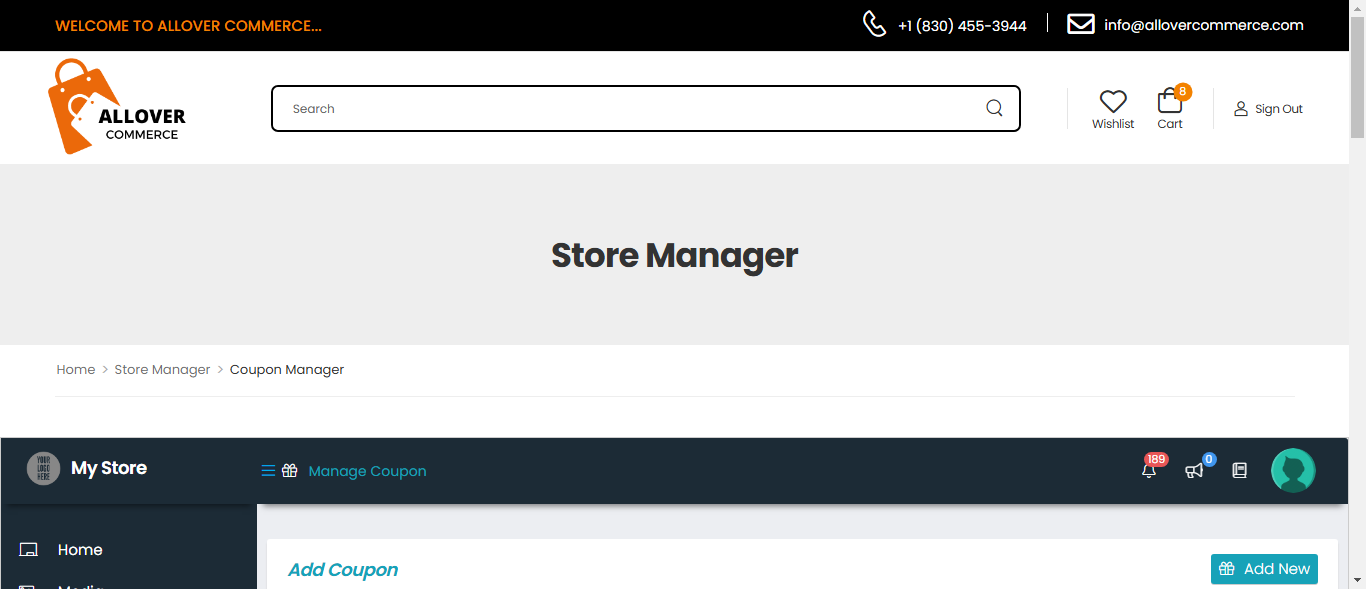 WELCOME TO ALLOVER COMMERCE...
+1 (830) 455-3944
info@allovercommerce.com
ALLOVER
COMMERCE
Search
Wishlist
8
Cart
Sign Out
Store Manager
Home > Store Manager > Coupon Manager
YOUR
LOGO
HERE
My Store
Manage Coupon
189
0
Home
Add Coupon
Add New
Media